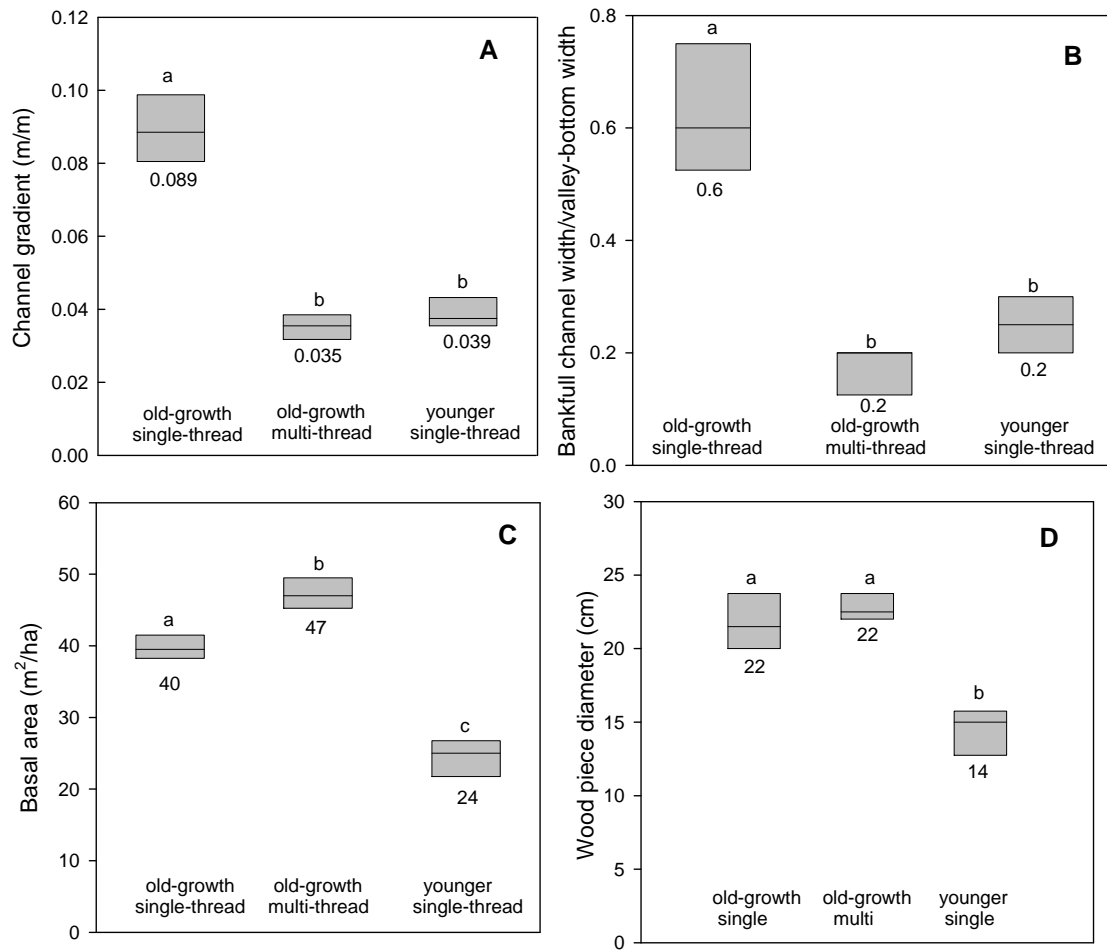 A
Channel gradient (m/m)
0.12
0.10
0.08
0.06
0.04
0.02
0.00
a
0.089
b
0.035
b
0.039
old-growth
single-thread
old-growth
multi-thread
younger
single-thread
B
Bankfull channel width/valley-bottom width
0.8
0.6
0.4
0.2
0.0
a
0.6
b
0.2
b
0.2
old-growth
single-thread
old-growth
multi-thread
younger
single-thread
C
Basal area (m²/ha)
60
50
40
30
20
10
0
a
40
b
47
c
24
old-growth
single-thread
old-growth
multi-thread
younger
single-thread
D
Wood piece diameter (cm)
30
25
20
15
10
5
0
a
22
a
22
b
14
old-growth
single
old-growth
multi
younger
single